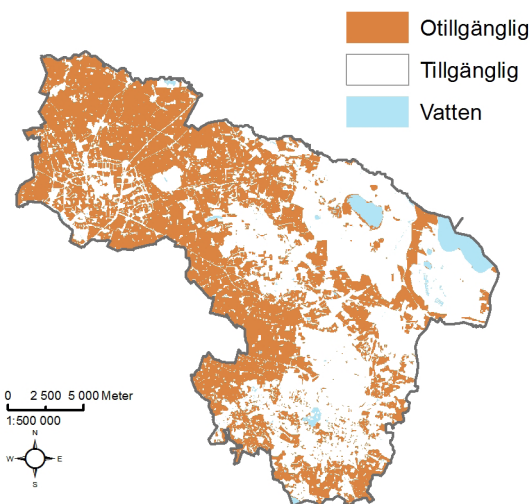 Otillgänglig
Tillgänglig
Vatten
0 2 500 5 000 Meter
1:500 000
N
W E
S